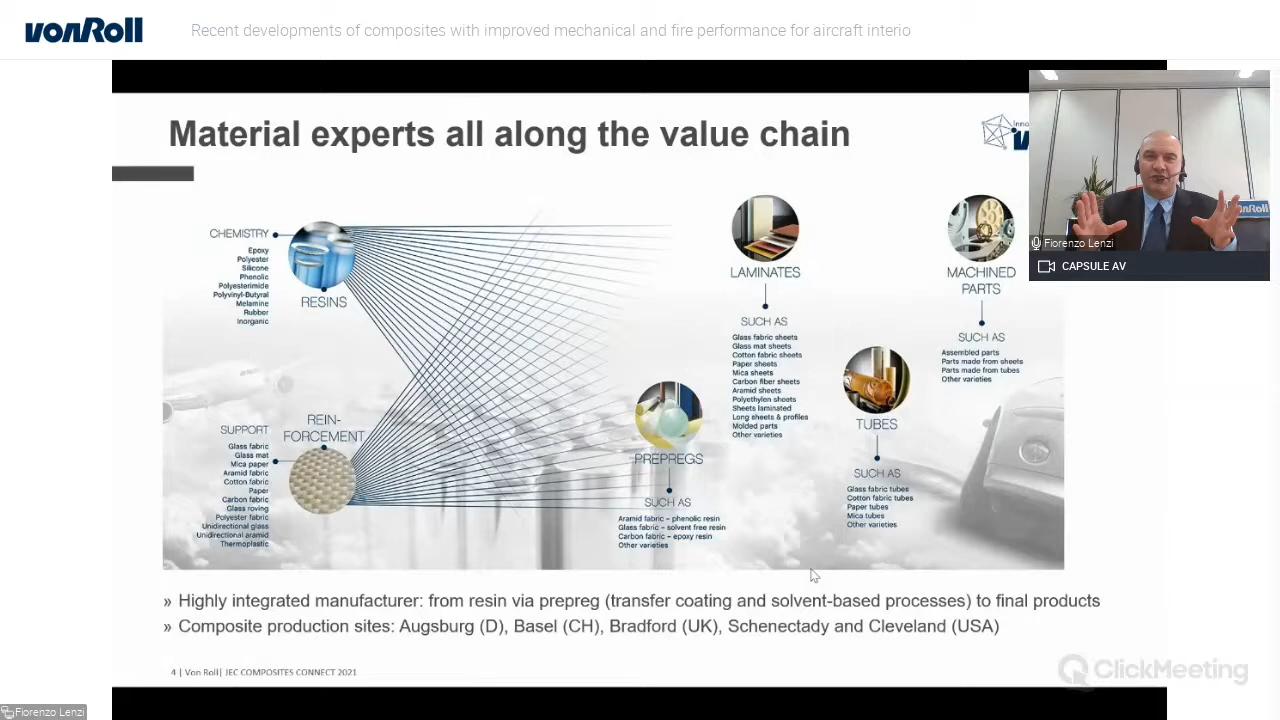 vonRoll
Recent developments of composites with improved mechanical and fire performance for aircraft interio
Material experts all along the value chain
Fiorenzo Lenzi
CAPSULE AV
CHEMISTRY
Epoxy
Polyester
Silicone
Phenolic
Polyesterimide
Polyvinyl-Butyral
Melamine
Rubber
Inorganic
RESINS
SUPPORT
Glass fabric
Glass mat
Mica paper
Aramid fabric
Cotton fabric
Paper
Carbon fabric
Glass roving
Polyester fabric
Unidirectional glass
Unidirectional aramid
Thermoplastic
REIN-
FORCEMENT
PREPREGS
SUCH AS
Aramid fabric – phenolic resin
Glass fabric – solvent free resin
Carbon fabric – epoxy resin
Other varieties
LAMINATES
SUCH AS
Glass fabric sheets
Glass mat sheets
Cotton fabric sheets
Paper sheets
Mica sheets
Carbon fiber sheets
Aramid sheets
Polyethylen sheets
Sheets laminated
Long sheets & profiles
Molded parts
Other varieties
TUBES
SUCH AS
Glass fabric tubes
Cotton fabric tubes
Paper tubes
Mica tubes
Other varieties
MACHINED
PARTS
SUCH AS
Assembled parts
Parts made from sheets
Parts made from tubes
Other varieties
» Highly integrated manufacturer: from resin via prepreg (transfer coating and solvent-based processes) to final products
» Composite production sites: Augsburg (D), Basel (CH), Bradford (UK), Schenectady and Cleveland (USA)
4 | Von Roll| JEC COMPOSITES CONNECT 2021
ClickMeeting
Fiorenzo Lenzi